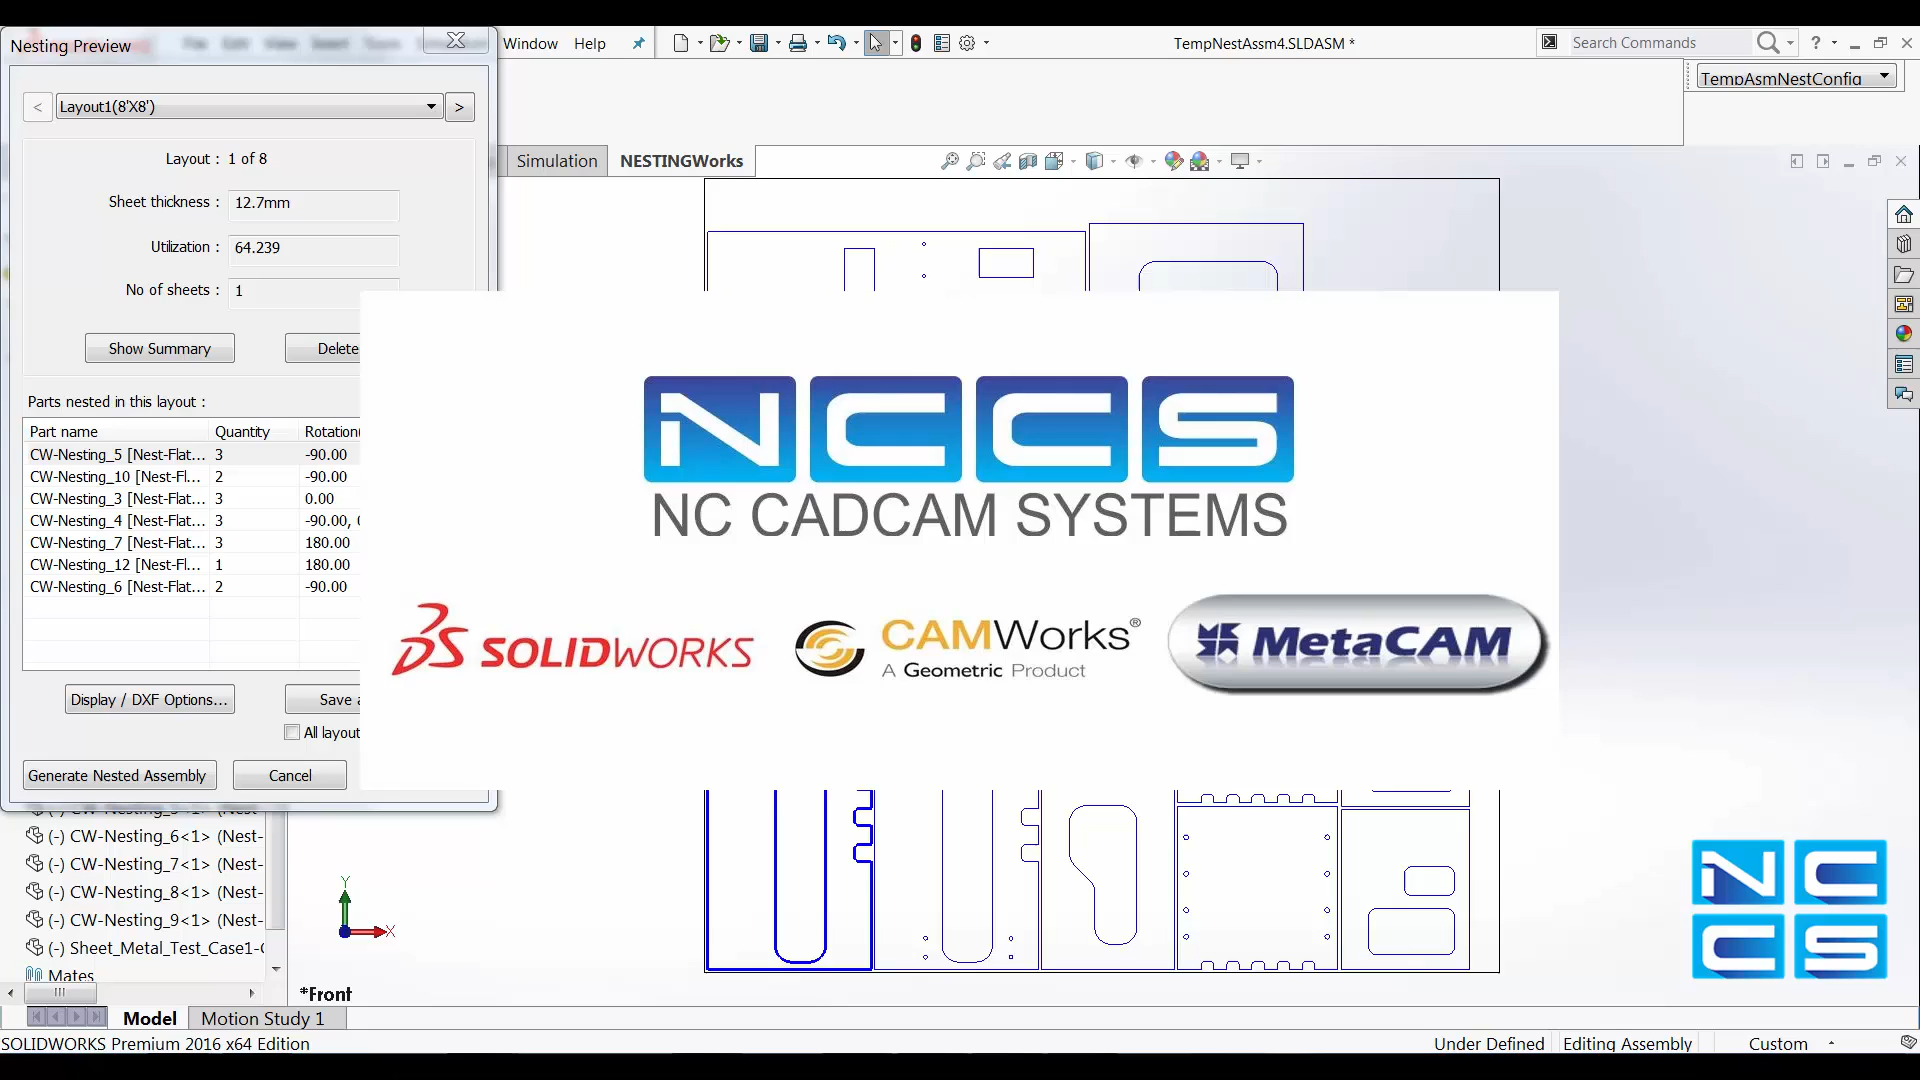 Nesting Preview
Window Help
TempNestAssm4.SLDASM *
Search Commands
?
TempAsmNestConfig
< Layout1(8'X8') >
Layout : 1 of 8
Sheet thickness : 12.7mm
Utilization : 64.239
No of sheets : 1
Show Summary Delete
Simulation NESTINGWorks
Parts nested in this layout :
Part name Quantity Rotation
CW-Nesting_5 [Nest-Flat... 3 -90.00
CW-Nesting_10 [Nest-Fl... 2 -90.00
CW-Nesting_3 [Nest-Flat... 3 0.00
CW-Nesting_4 [Nest-Flat... 3 -90.00,
CW-Nesting_7 [Nest-Flat... 3 180.00
CW-Nesting_12 [Nest-Fl... 1 180.00
CW-Nesting_6 [Nest-Flat... 2 -90.00
Display / DXF Options... Save
All layout
Generate Nested Assembly Cancel
NCCS
NC CADCAM SYSTEMS
SOLIDWORKS
CAMWorks®
A Geometric Product
MetaCAM
(-) CW-Nesting_6<1> (Nest-
(-) CW-Nesting_7<1> (Nest-
(-) CW-Nesting_8<1> (Nest-
(-) CW-Nesting_9<1> (Nest-
(-) Sheet_Metal_Test_Case1-
Mates
Y
X
*Front
NC
CS
Model Motion Study 1
SOLIDWORKS Premium 2016 x64 Edition
Under Defined Editing Assembly Custom